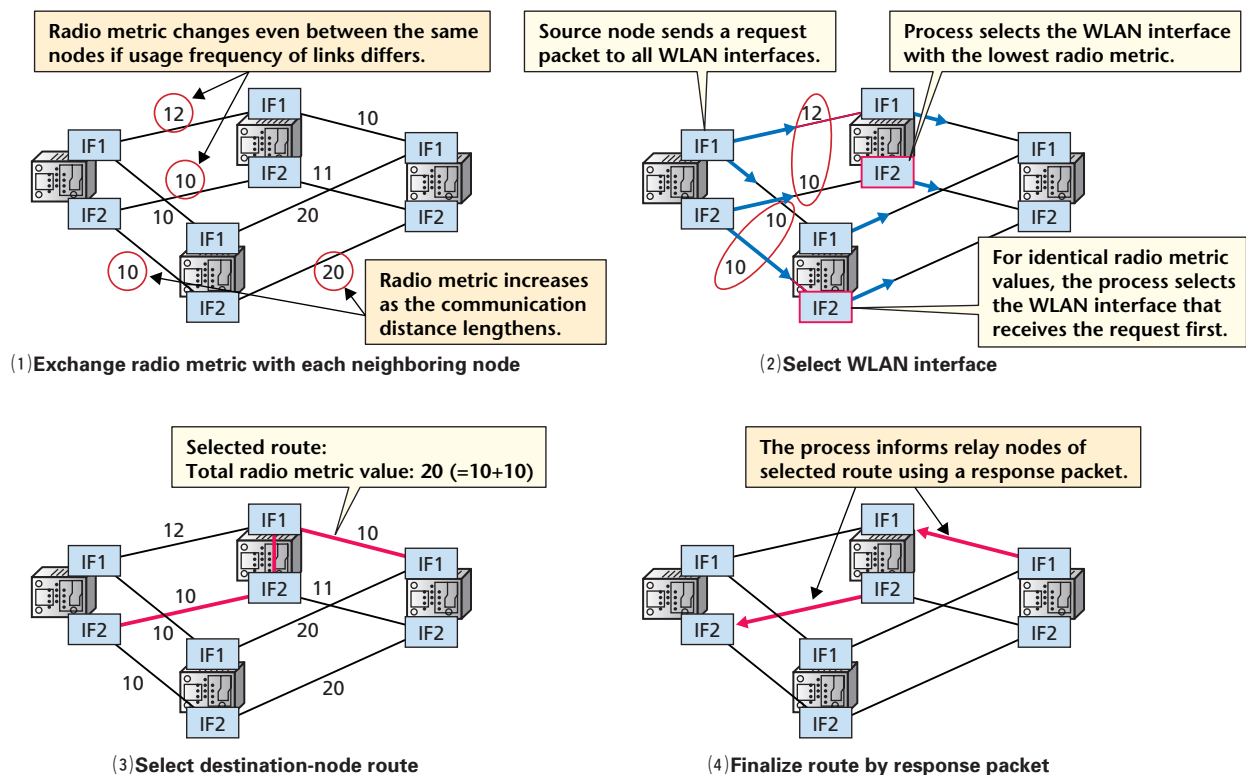 Radio metric changes even between the same
nodes if usage frequency of links differs.
12
IF1
10
IF1
IF1
10
IF2
11
IF2
10
20
IF2
IF1
10
20
Radio metric increases
as the communication
distance lengthens.
IF2
(1)Exchange radio metric with each neighboring node
Source node sends a request
packet to all WLAN interfaces.
Process selects the WLAN interface
with the lowest radio metric.
IF1
12
IF1
IF1
10
IF2
IF2
10
IF2
IF1
10
For identical radio metric
values, the process selects
the WLAN interface that
receives the request first.
IF2
(2)Select WLAN interface
Selected route:
Total radio metric value: 20 (=10+10)
IF1
12
10
IF1
IF1
10
IF2
11
IF2
10
20
IF2
IF1
10
20
IF2
(3)Select destination-node route
The process informs relay nodes of
selected route using a response packet.
IF1
IF1
IF1
IF2
IF2
IF2
IF1
IF2
(4)Finalize route by response packet